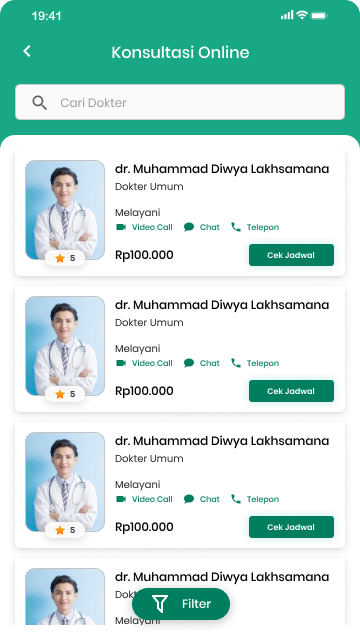 19:41
Konsultasi Online
Cari Dokter
dr. Muhammad Diwya Lakhsamana
Dokter Umum
Melayani
Video Call Chat Telepon
5
Rp100.000 Cek Jadwal
dr. Muhammad Diwya Lakhsamana
Dokter Umum
Melayani
Video Call Chat Telepon
5
Rp100.000 Cek Jadwal
dr. Muhammad Diwya Lakhsamana
Dokter Umum
Melayani
Video Call Chat Telepon
5
Rp100.000 Cek Jadwal
dr. Muhammad Diwya Lakhsamana
Filter
Melayani